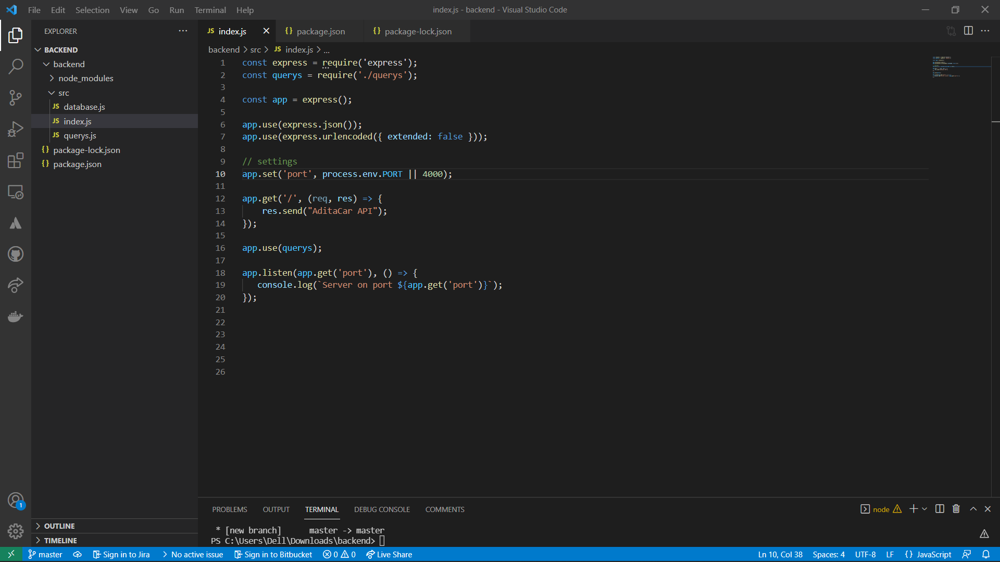 File Edit Selection View Go Run Terminal Help index.js - backend - Visual Studio Code
EXPLORER
BACKEND
backend
node_modules
src
JS database.js
JS index.js
JS querys.js
{} package-lock.json
{} package.json
OUTLINE
TIMELINE
JS index.js {} package.json {} package-lock.json
backend > src > JS index.js > ...
1 const express = require('express');
2 const querys = require('./querys');
3
4 const app = express();
5
6 app.use(express.json());
7 app.use(express.urlencoded({ extended: false }));
8
9 // settings
10 app.set('port', process.env.PORT || 4000);
11
12 app.get('/', (req, res) => {
13 res.send("AditaCar API");
14 });
15
16 app.use(querys);
17
18 app.listen(app.get('port'), () => {
19 console.log(`Server on port ${app.get('port')}`);
20 });
21
22
23
24
25
26
PROBLEMS OUTPUT TERMINAL DEBUG CONSOLE COMMENTS node
* [new branch] master -> master
PS C:\Users\Dell\Downloads\backend>
1
master Sign in to Jira No active issue Sign in to Bitbucket 0 0 Live Share Ln 10, Col 38 Spaces: 4 UTF-8 LF {} JavaScript